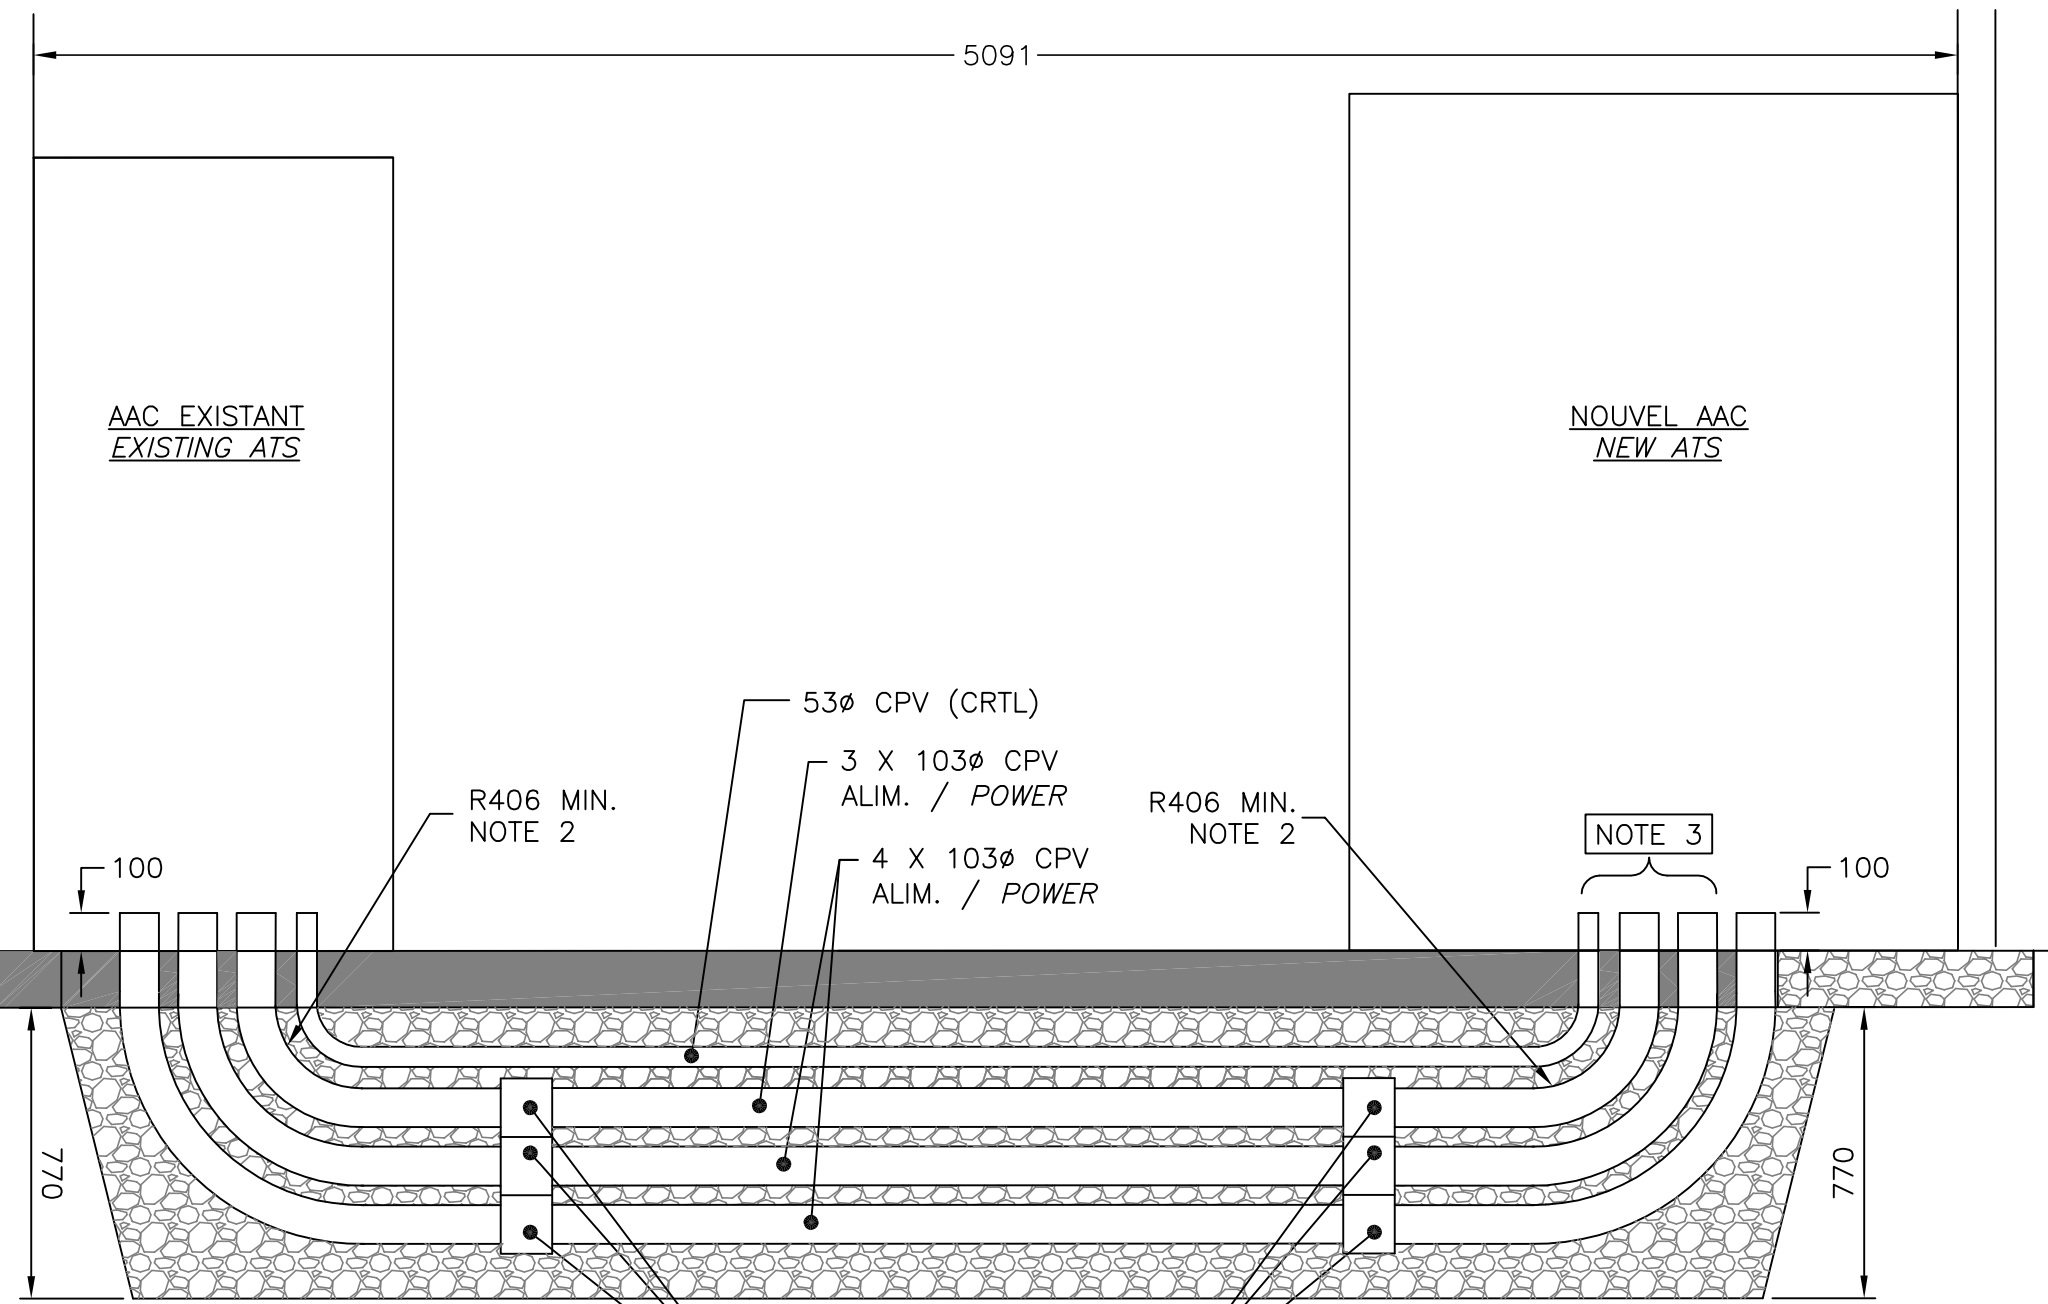 5091
AAC EXISTANT
EXISTING ATS
NOUVEL AAC
NEW ATS
53ø CPV (CRTL)
3 X 103ø CPV
ALIM. / POWER
R406 MIN.
NOTE 2
R406 MIN.
NOTE 2
NOTE 3
4 X 103ø CPV
ALIM. / POWER
100
100
770
770